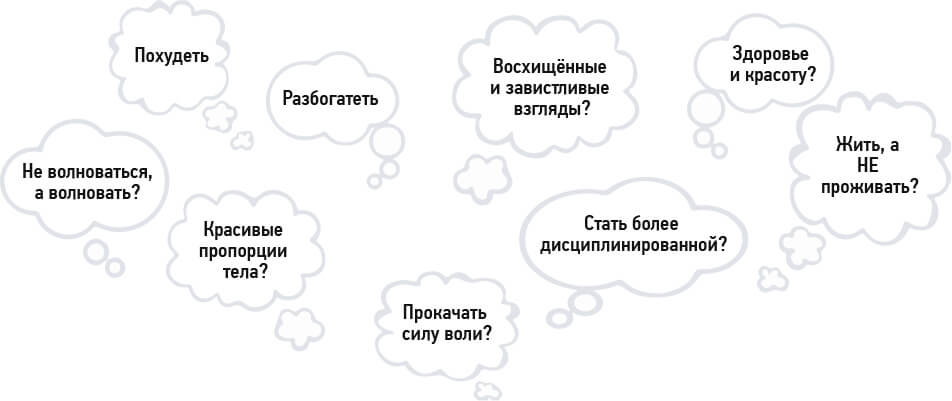 Похудеть
Разбогатеть
Восхищённые
и завистливые
взгляды?
Здоровье
и красоту?
Не волноваться,
а волновать?
Красивые
пропорции
тела?
Стать более
дисциплинированной?
Жить, а
НЕ
проживать?
Прокачать
силу воли?